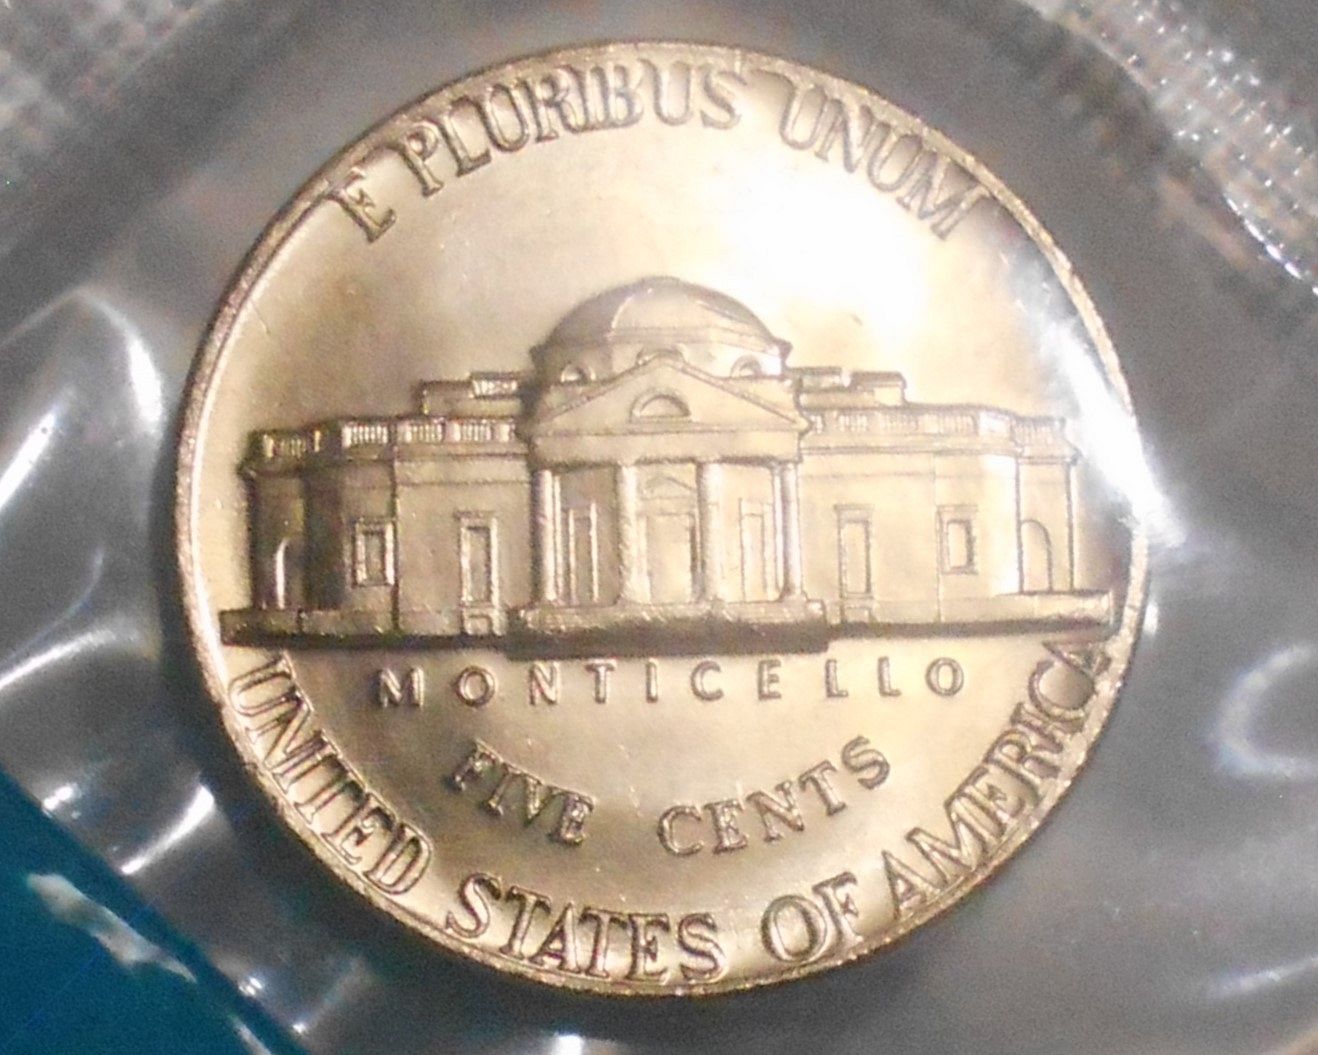 E PLURIBUS UNUM
MONTICELLO
FIVE CENTS
UNITED STATES OF AMERICA